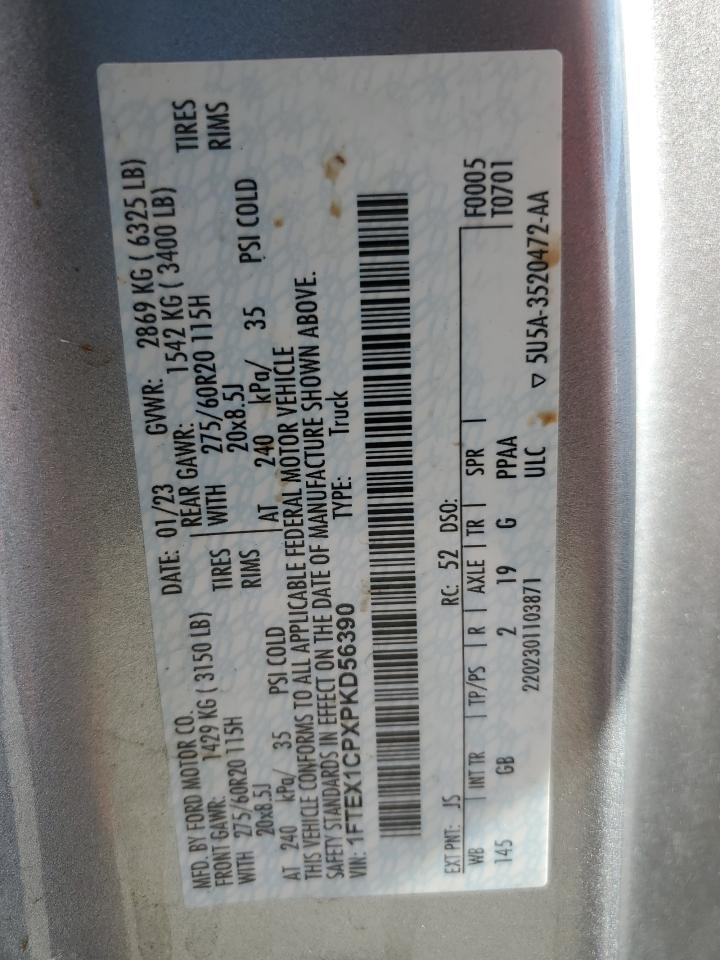 MFD. BY FORD MOTOR CO.
DATE: 01/23 GVWR: 2869 KG ( 6325 LB)
FRONT GAWR: 1429 KG ( 3150 LB) REAR GAWR: 1542 KG ( 3400 LB)
WITH 275/60R20 115H TIRES WITH 275/60R20 115H TIRES
20x8.5J RIMS 20x8.5J RIMS
AT 240 kPa/ 35 PSI COLD AT 240 kPa/ 35 PSI COLD
THIS VEHICLE CONFORMS TO ALL APPLICABLE FEDERAL MOTOR VEHICLE
SAFETY STANDARDS IN EFFECT ON THE DATE OF MANUFACTURE SHOWN ABOVE.
VIN: 1FTEX1CPXPKD56390 TYPE: Truck
EXT PNT: JS RC: 52 DSO:
WB INT TR TP/PS R AXLE TR SPR F0005
145 GB 2 19 G PPAA T0701
2202301103871 ULC ▽ 5U5A-3520472-AA